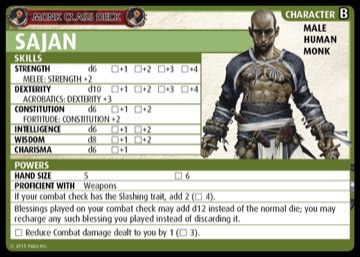 MONK CLASS DECK
CHARACTER B
SAJAN
MALE
HUMAN
MONK
SKILLS
STRENGTH d6 ☐+1 ☐+2 ☐+3 ☐+4
MELEE: STRENGTH +2
DEXTERITY d10 ☐+1 ☐+2 ☐+3 ☐+4
ACROBATICS: DEXTERITY +3
CONSTITUTION d6 ☐+1 ☐+2
FORTITUDE: CONSTITUTION +2
INTELLIGENCE d6 ☐+1 ☐+2
WISDOM d8 ☐+1 ☐+2
CHARISMA d6 ☐+1
POWERS
HAND SIZE 5 ☐ 6
PROFICIENT WITH Weapons
If your combat check has the Slashing trait, add 2 (☐ 4).
Blessings played on your combat check may add d12 instead of the normal die; you may
recharge any such blessing you played instead of discarding it.
☐ Reduce Combat damage dealt to you by 1 (☐ 3).
© 2015 Paizo Inc.